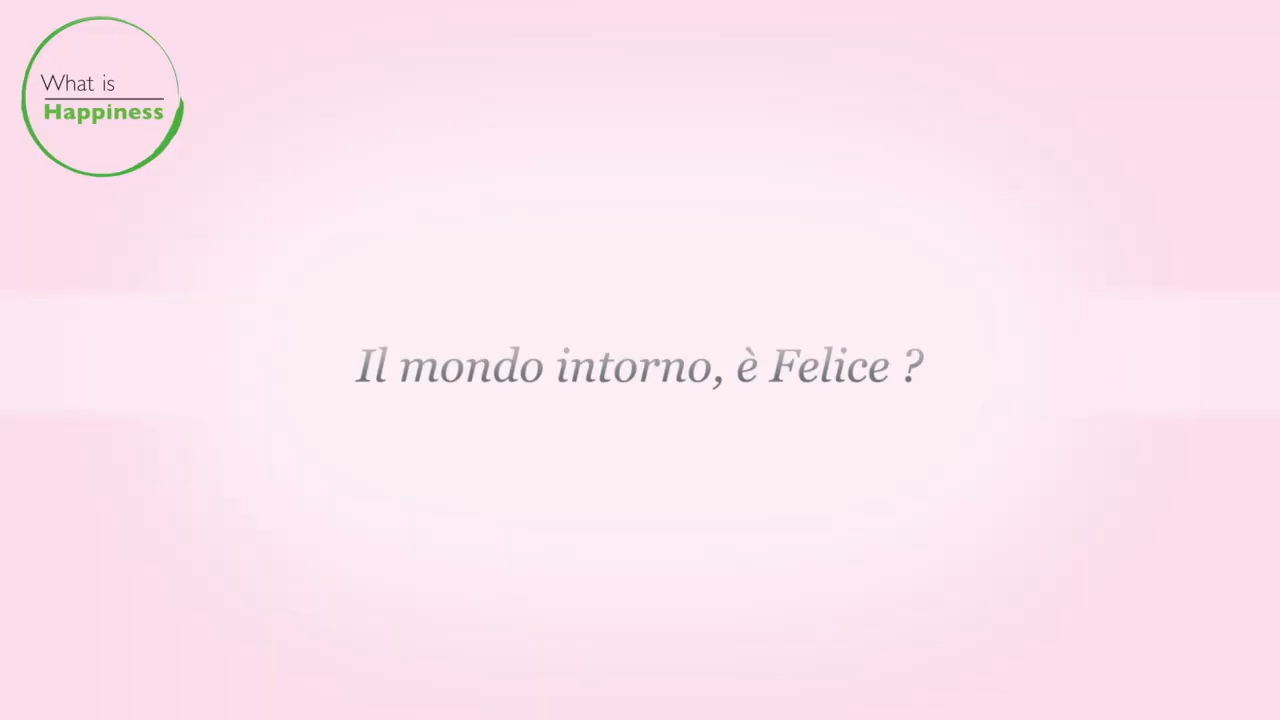 What is
Happiness
Il mondo intorno, è Felice ?